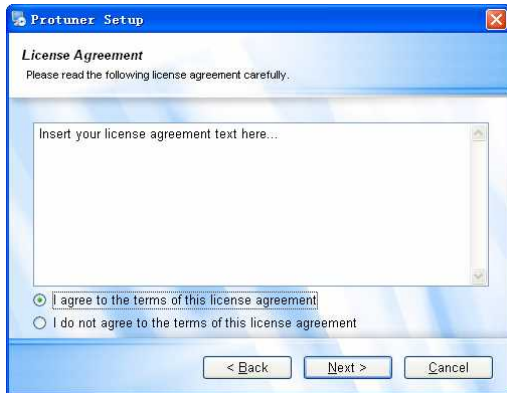 Protuner Setup
License Agreement
Please read the following license agreement carefully.
Insert your license agreement text here...
I agree to the terms of this license agreement
I do not agree to the terms of this license agreement
< Back Next > Cancel